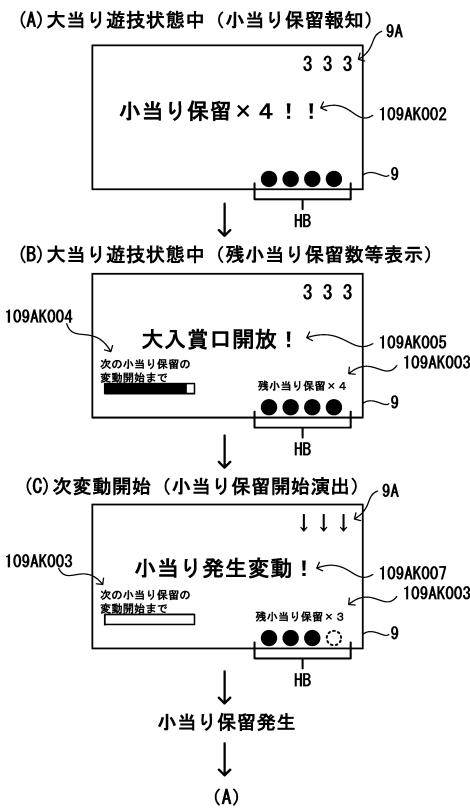 (A)大当り遊技状態中（小当り保留報知）
9A
3 3 3
小当り保留×４！！
109AK002
9
HB
(B)大当り遊技状態中（残小当り保留数等表示）
109AK004
3 3 3
大入賞口開放！
109AK005
109AK003
次の小当り保留の
変動開始まで
残小当り保留×４
9
HB
(C)次変動開始（小当り保留開始演出）
9A
↓ ↓ ↓
109AK003
小当り発生変動！
109AK007
109AK003
次の小当り保留の
変動開始まで
残小当り保留×３
9
HB
小当り保留発生
(A)